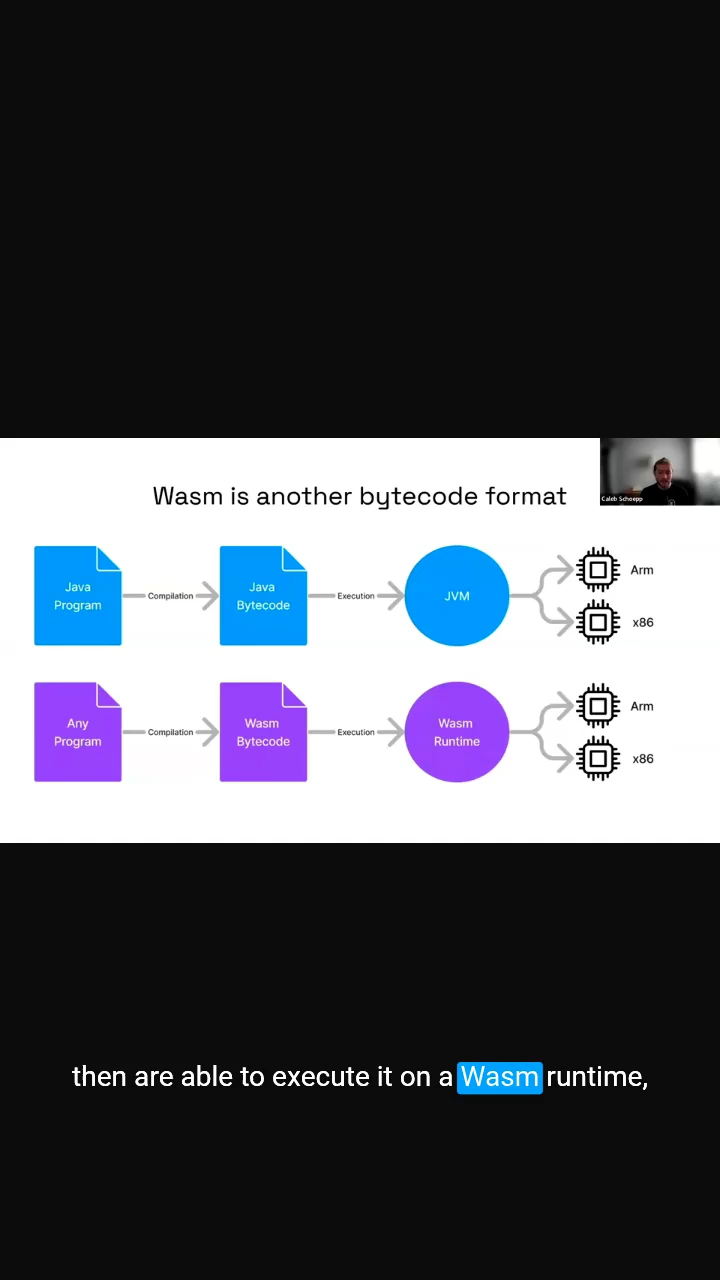 Wasm is another bytecode format
Caleb Schoepp
Java
Program
Compilation
Java
Bytecode
Execution
JVM
Arm
x86
Any
Program
Compilation
Wasm
Bytecode
Execution
Wasm
Runtime
Arm
x86
then are able to execute it on a Wasm runtime,